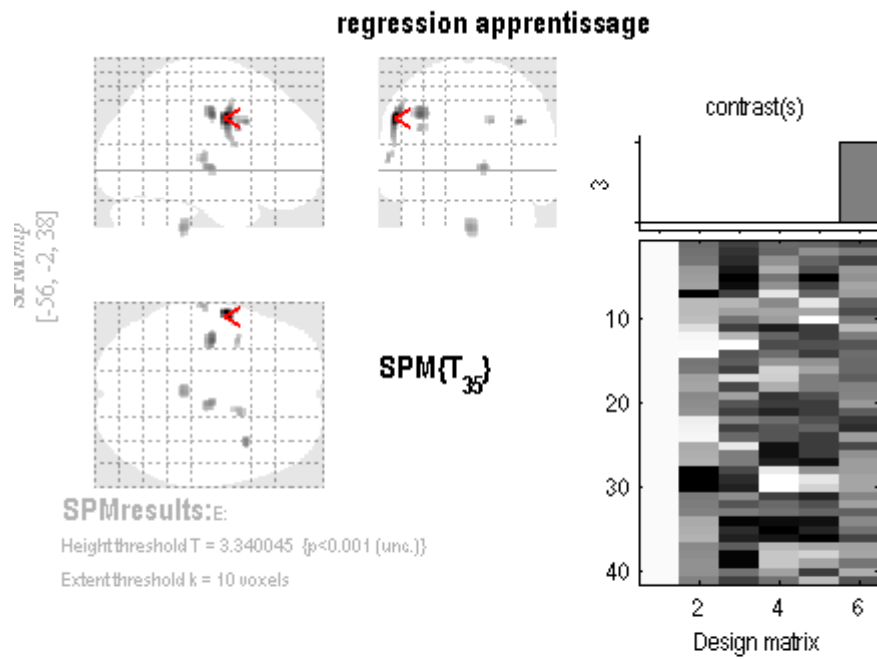 regression apprentissage
[-56, -2, 38]
contrast(s)
3
SPM{T35}
10
20
30
40
2 4 6
Design matrix
SPMresults:E:
Height threshold T = 3.340045 {p<0.001 (unc.)}
Extent threshold k = 10 voxels